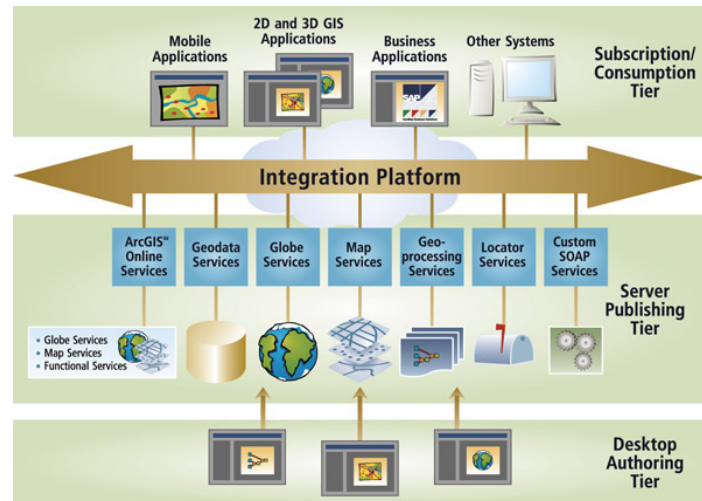 Mobile
Applications
2D and 3D GIS
Applications
Business
Applications
Other Systems
Subscription/
Consumption
Tier
SAP
Integration Platform
ArcGIS℠
Online
Services
Geodata
Services
Globe
Services
Map
Services
Geo-
processing
Services
Locator
Services
Custom
SOAP
Services
Server
Publishing
Tier
• Globe Services
• Map Services
• Functional Services
Desktop
Authoring
Tier